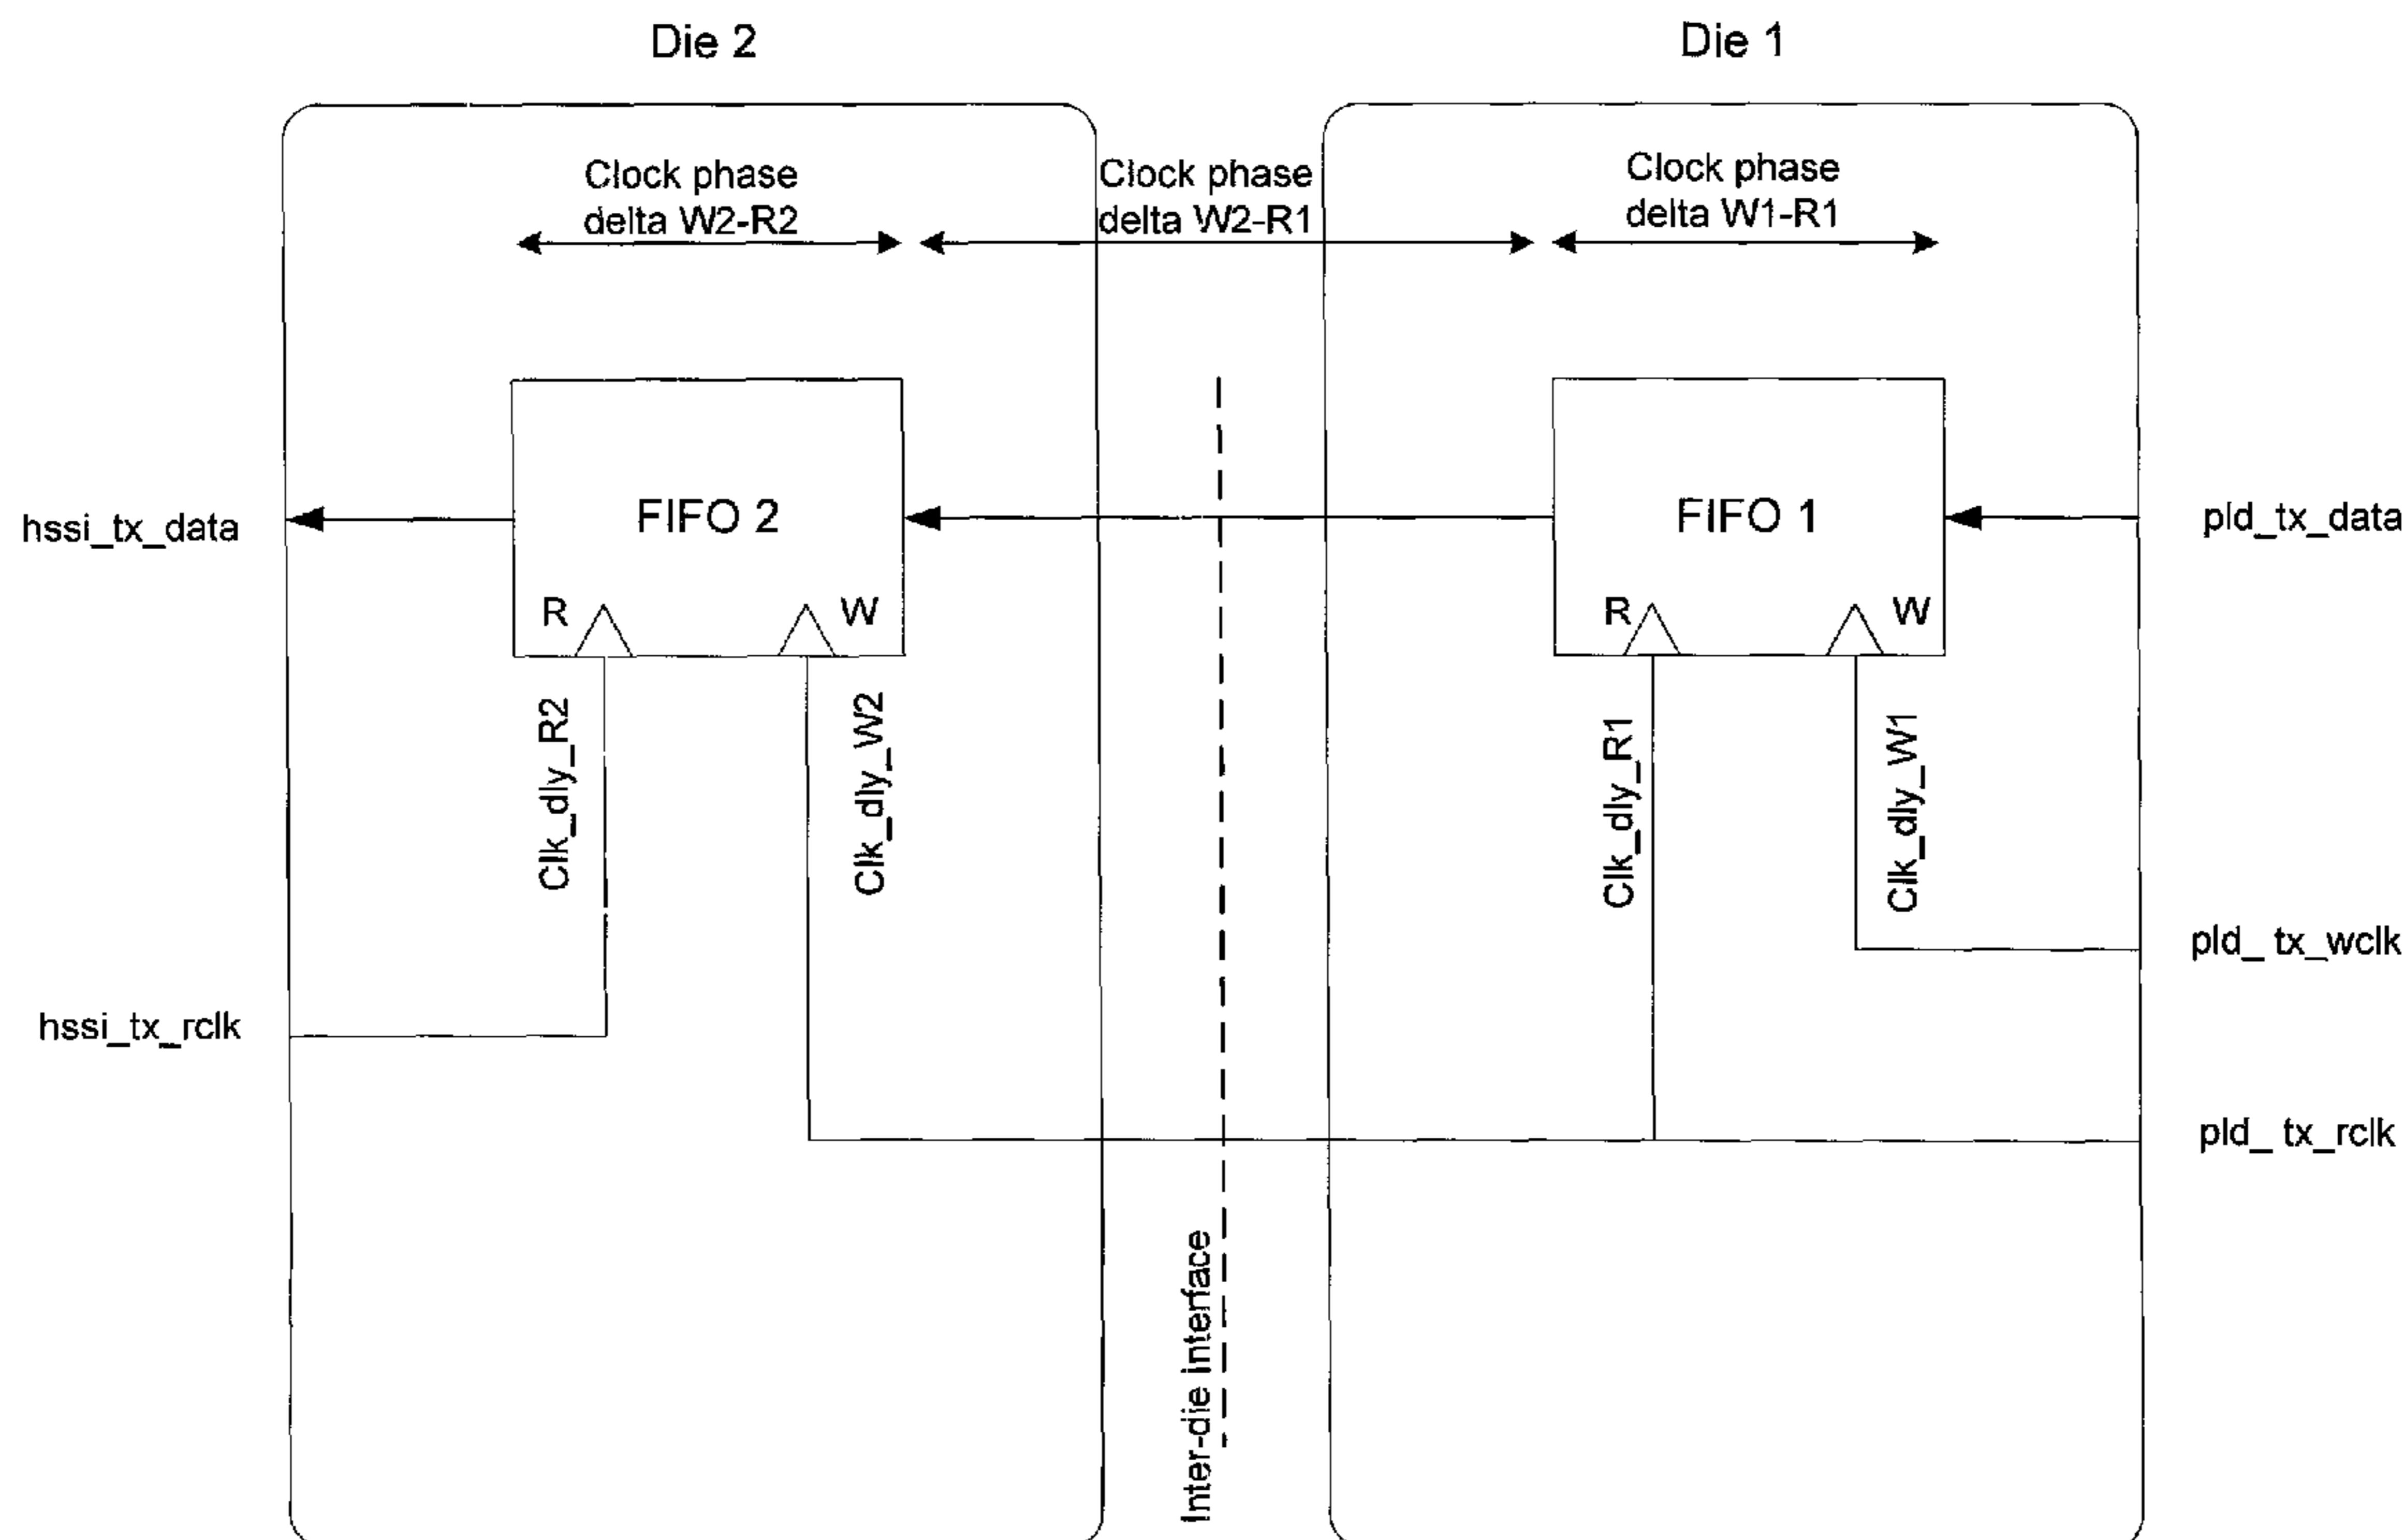 Die 2
Die 1
Clock phase
delta W2-R2
Clock phase
delta W2-R1
Clock phase
delta W1-R1
hssi_tx_data
FIFO 2
FIFO 1
pld_tx_data
R
W
R
W
Clk_dly_R2
Clk_dly_W2
Clk_dly_R1
Clk_dly_W1
pld_ tx_wclk
hssi_tx_rclk
pld_ tx_rclk
Inter-die interface